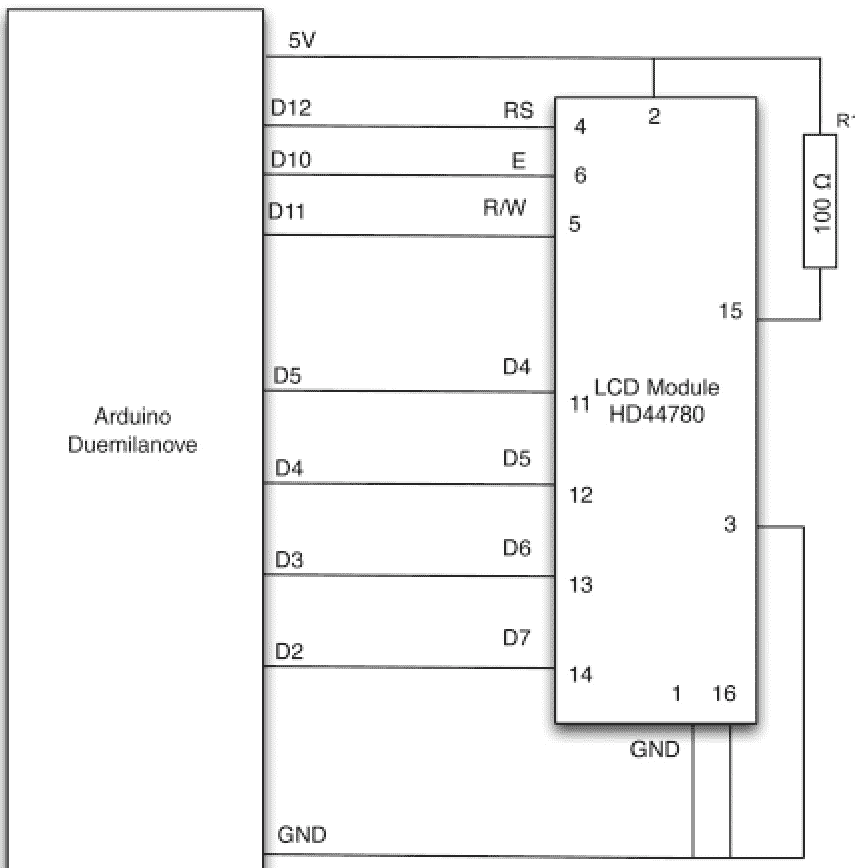 5V
D12 RS 4 2 R1
D10 E 6
100 Ω
D11 R/W 5
15
D5 D4 11
LCD Module
HD44780
Arduino
Duemilanove
D4 D5 12
3
D3 D6 13
D2 D7 14
1 16
GND
GND